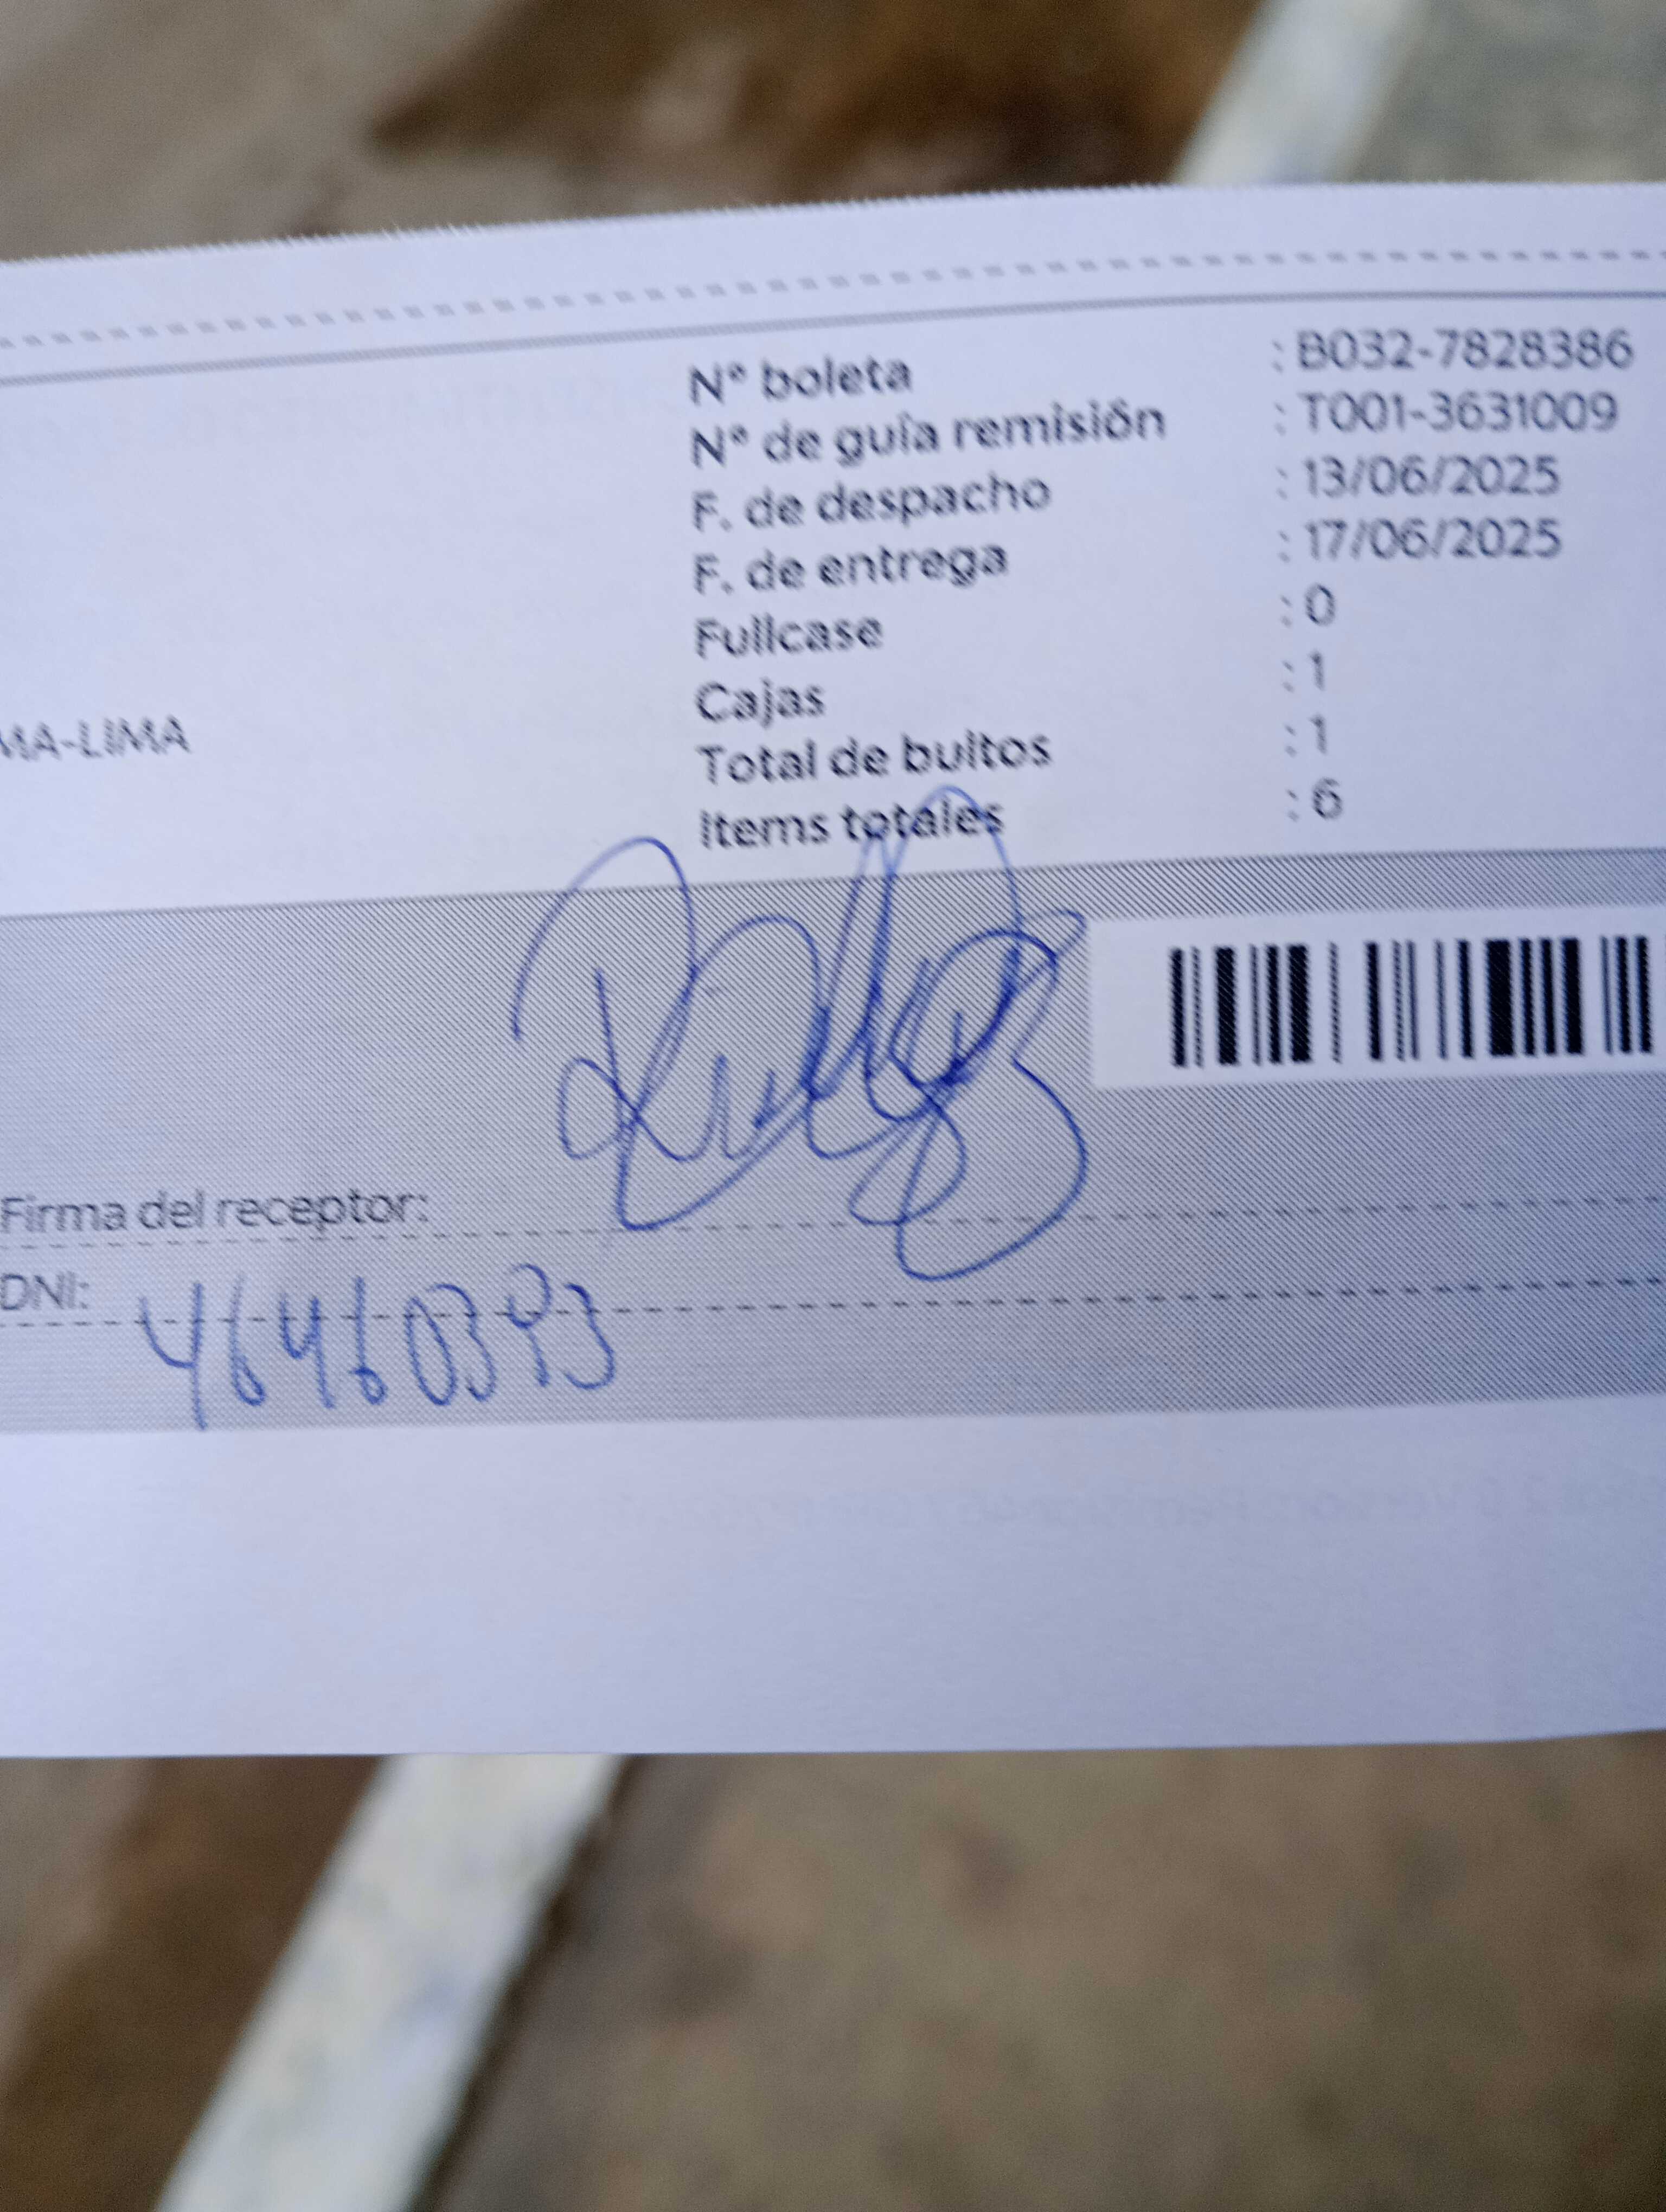 N° boleta : B032-7828386
N° de guía remisión : T001-3631009
F. de despacho : 13/06/2025
F. de entrega : 17/06/2025
Fullcase : 0
Cajas : 1
MA-LIMA
Total de bultos : 1
Items totales : 6
Firma del receptor:
DNI: 46460393